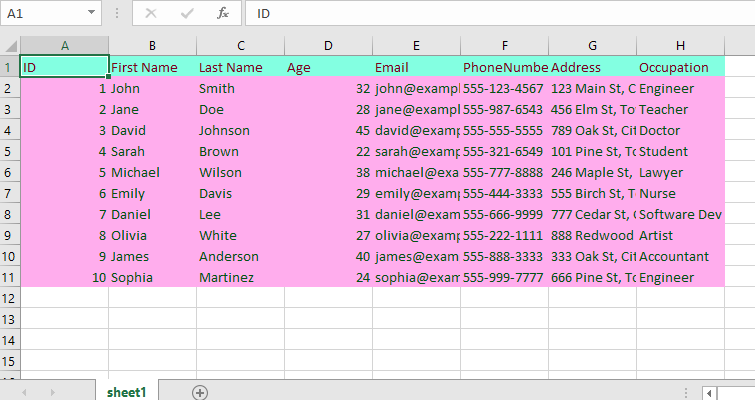 A1 fx ID
A B C D E F G H
1 ID First Name Last Name Age Email PhoneNumbe Address Occupation
2 1 John Smith 32 john@exampl 555-123-4567 123 Main St, C Engineer
3 2 Jane Doe 28 jane@exampl 555-987-6543 456 Elm St, To Teacher
4 3 David Johnson 45 david@examp 555-555-5555 789 Oak St, Cit Doctor
5 4 Sarah Brown 22 sarah@examp 555-321-6549 101 Pine St, To Student
6 5 Michael Wilson 38 michael@exa 555-777-8888 246 Maple St, Lawyer
7 6 Emily Davis 29 emily@examp 555-444-3333 555 Birch St, T Nurse
8 7 Daniel Lee 31 daniel@exam 555-666-9999 777 Cedar St, Software Dev
9 8 Olivia White 27 olivia@examp 555-222-1111 888 Redwood Artist
10 9 James Anderson 40 james@exam 555-888-3333 333 Oak St, Cit Accountant
11 10 Sophia Martinez 24 sophia@exam 555-999-7777 666 Pine St, To Engineer
12
13
14
15
sheet1